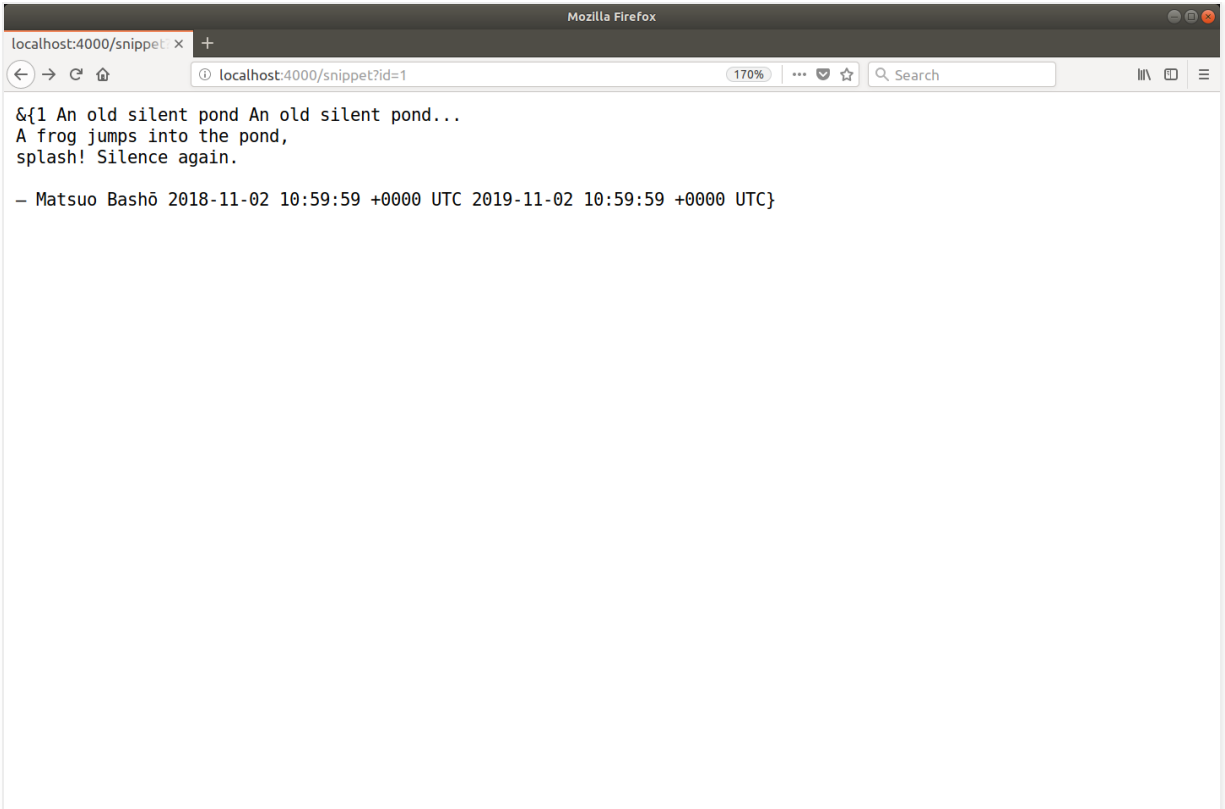 Mozilla Firefox
localhost:4000/snippet
localhost:4000/snippet?id=1
170%
Search
&{1 An old silent pond An old silent pond...
A frog jumps into the pond,
splash! Silence again.
– Matsuo Bashō 2018-11-02 10:59:59 +0000 UTC 2019-11-02 10:59:59 +0000 UTC}